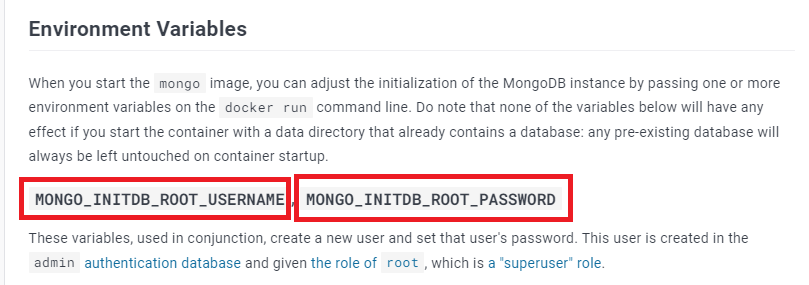 Environment Variables
When you start the mongo image, you can adjust the initialization of the MongoDB instance by passing one or more
environment variables on the docker run command line. Do note that none of the variables below will have any
effect if you start the container with a data directory that already contains a database: any pre-existing database will
always be left untouched on container startup.
MONGO_INITDB_ROOT_USERNAME, MONGO_INITDB_ROOT_PASSWORD
These variables, used in conjunction, create a new user and set that user's password. This user is created in the
admin authentication database and given the role of root, which is a "superuser" role.